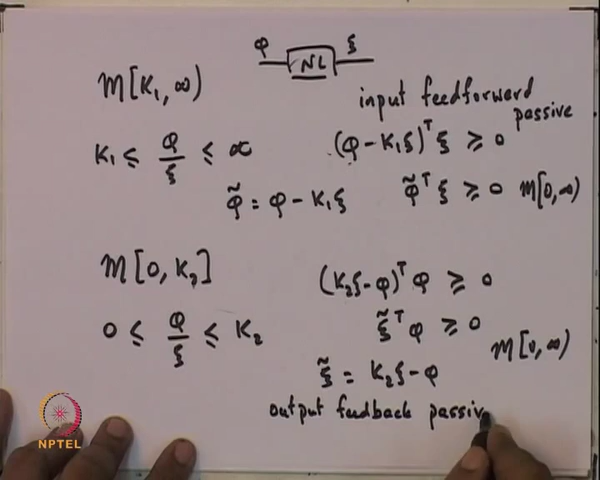 φ NL ξ
M[K₁, ∞)
input feedforward
passive
K₁ ≤ φ/ξ ≤ ∞ (φ-K₁ξ)ᵀ ξ ≥ 0
φ̃ = φ - K₁ξ φ̃ᵀ ξ ≥ 0 M[0,∞)
M[0, K₂]
(K₂ξ-φ)ᵀ φ ≥ 0
0 ≤ φ/ξ ≤ K₂ ξ̃ᵀ φ ≥ 0
M[0,∞)
ξ̃ = K₂ξ-φ
output feedback passiv
NPTEL